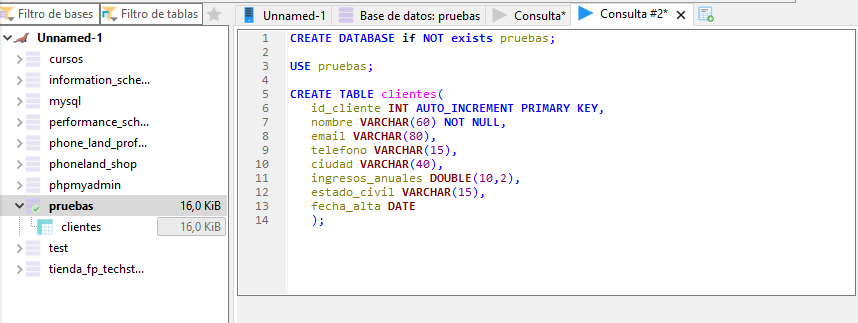 Filtro de bases Filtro de tablas
Unnamed-1
cursos
information_sche...
mysql
performance_sch...
phone_land_prof...
phoneland_shop
phpmyadmin
pruebas 16,0 KiB
clientes 16,0 KiB
test
tienda_fp_techst...
Unnamed-1 Base de datos: pruebas Consulta* Consulta #2* X
1 CREATE DATABASE if NOT exists pruebas;
2
3 USE pruebas;
4
5 CREATE TABLE clientes(
6 id_cliente INT AUTO_INCREMENT PRIMARY KEY,
7 nombre VARCHAR(60) NOT NULL,
8 email VARCHAR(80),
9 telefono VARCHAR(15),
10 ciudad VARCHAR(40),
11 ingresos_anuales DOUBLE(10,2),
12 estado_civil VARCHAR(15),
13 fecha_alta DATE
14 );